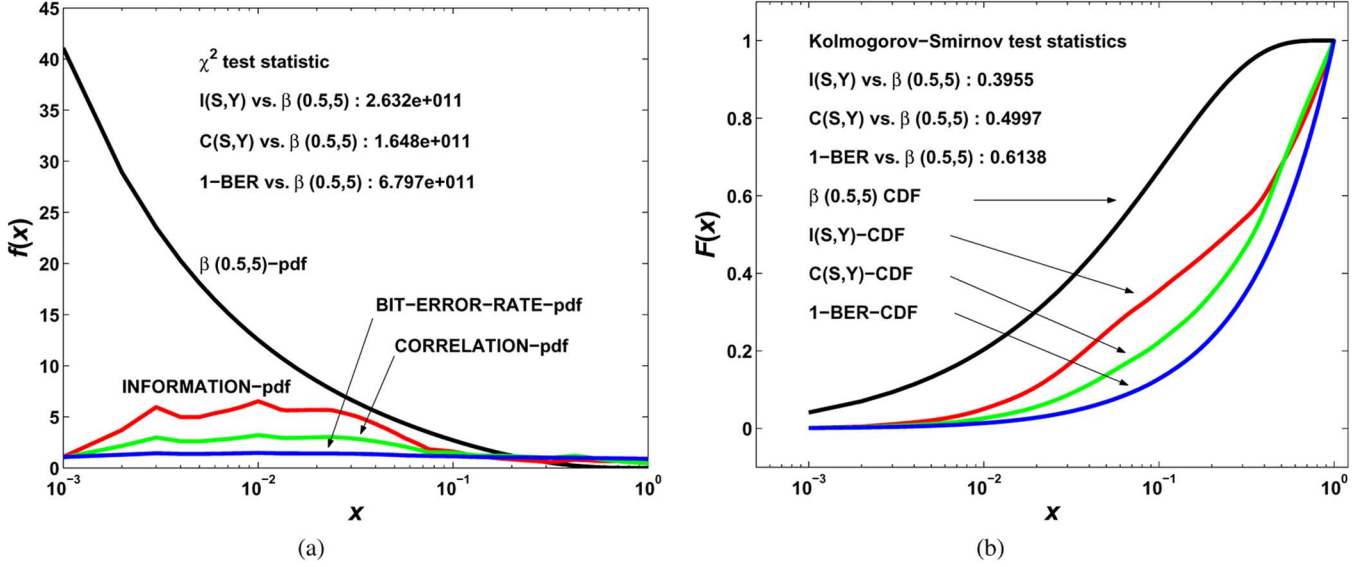 45
40
35
30
25
20
15
10
5
0
f(x)
χ² test statistic
I(S,Y) vs. β (0.5,5) : 2.632e+011
C(S,Y) vs. β (0.5,5) : 1.648e+011
1−BER vs. β (0.5,5) : 6.797e+011
β (0.5,5)−pdf
BIT−ERROR−RATE−pdf
CORRELATION−pdf
INFORMATION−pdf
10⁻³ 10⁻² 10⁻¹ 10⁰
x
(a)
1
0.8
0.6
0.4
0.2
0
F(x)
Kolmogorov−Smirnov test statistics
I(S,Y) vs. β (0.5,5) : 0.3955
C(S,Y) vs. β (0.5,5) : 0.4997
1−BER vs. β (0.5,5) : 0.6138
β (0.5,5) CDF
I(S,Y)−CDF
C(S,Y)−CDF
1−BER−CDF
10⁻³ 10⁻² 10⁻¹ 10⁰
x
(b)